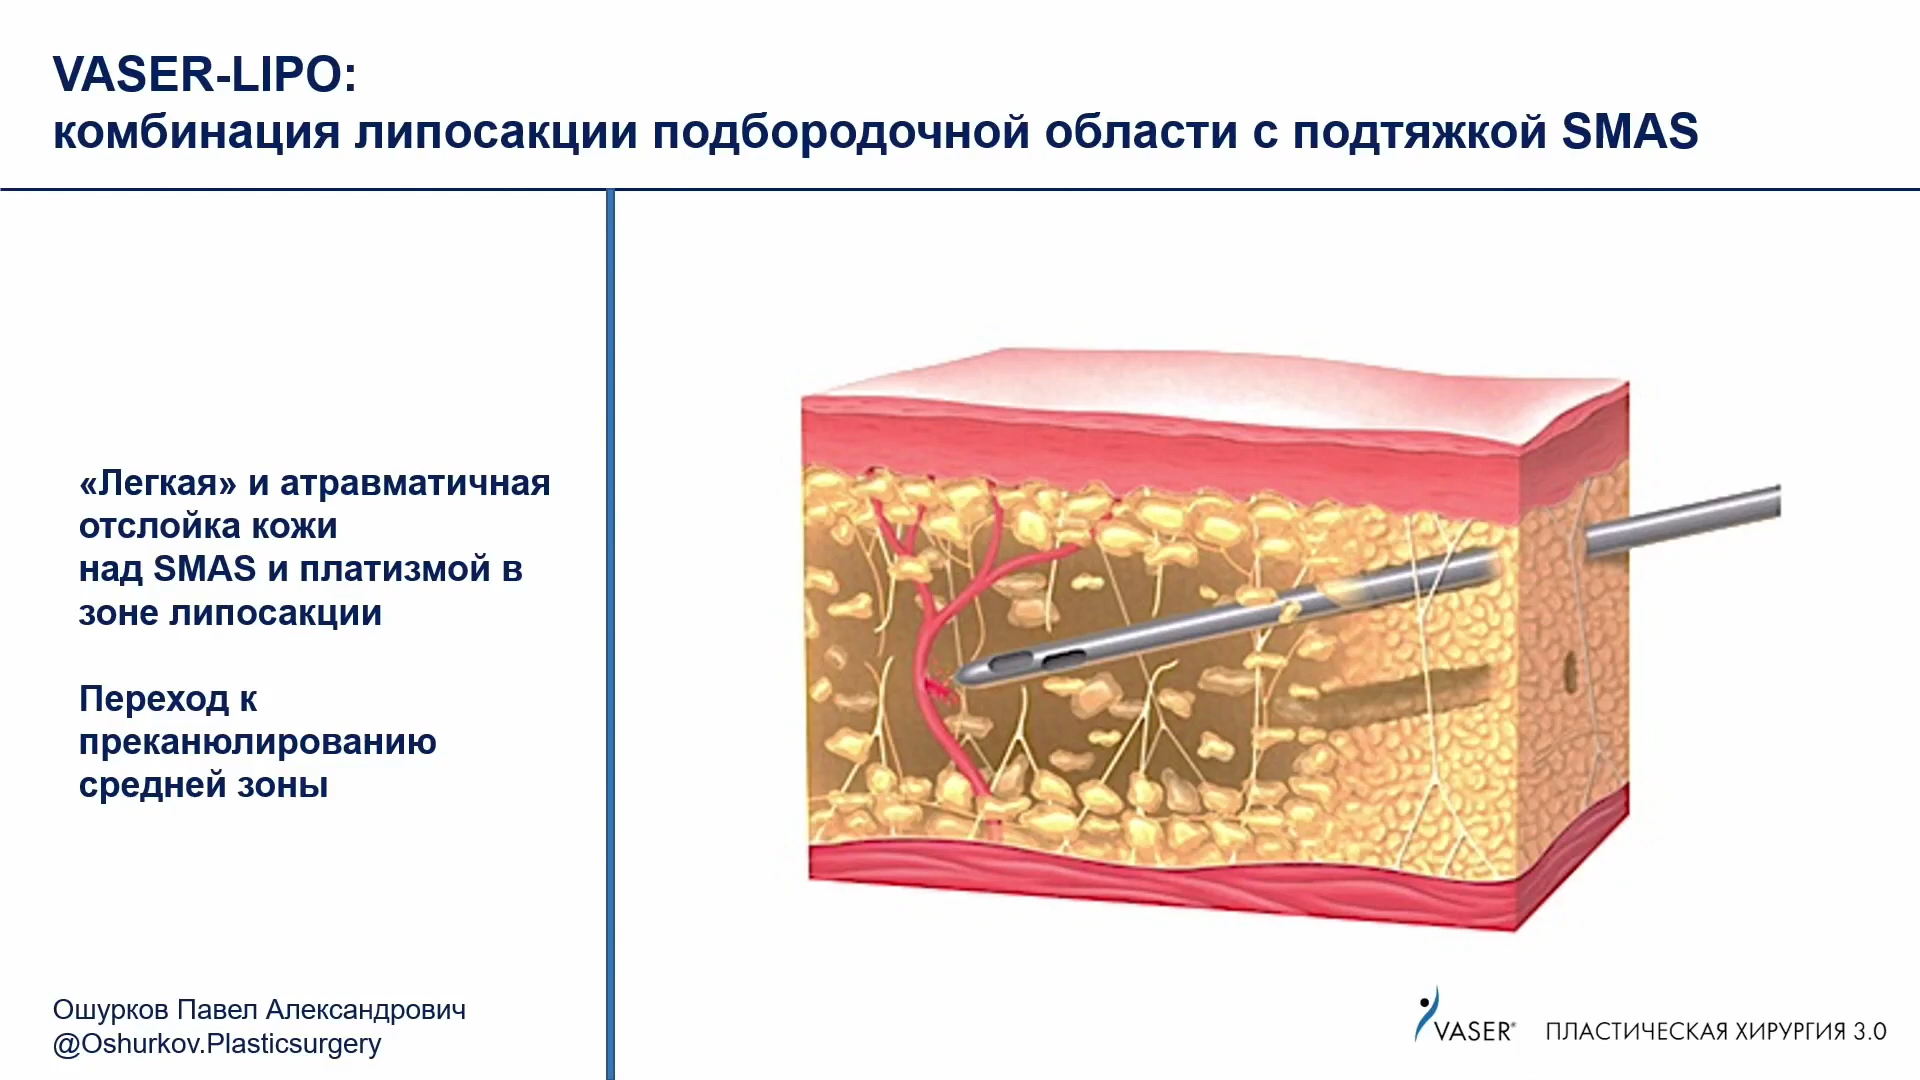 VASER-LIPO:
комбинация липосакции подбородочной области с подтяжкой SMAS
«Легкая» и атравматичная
отслойка кожи
над SMAS и платизмой в
зоне липосакции
Переход к
преканюлированию
средней зоны
Ошурков Павел Александрович
@Oshurkov.Plasticsurgery
VASER® ПЛАСТИЧЕСКАЯ ХИРУРГИЯ 3.0